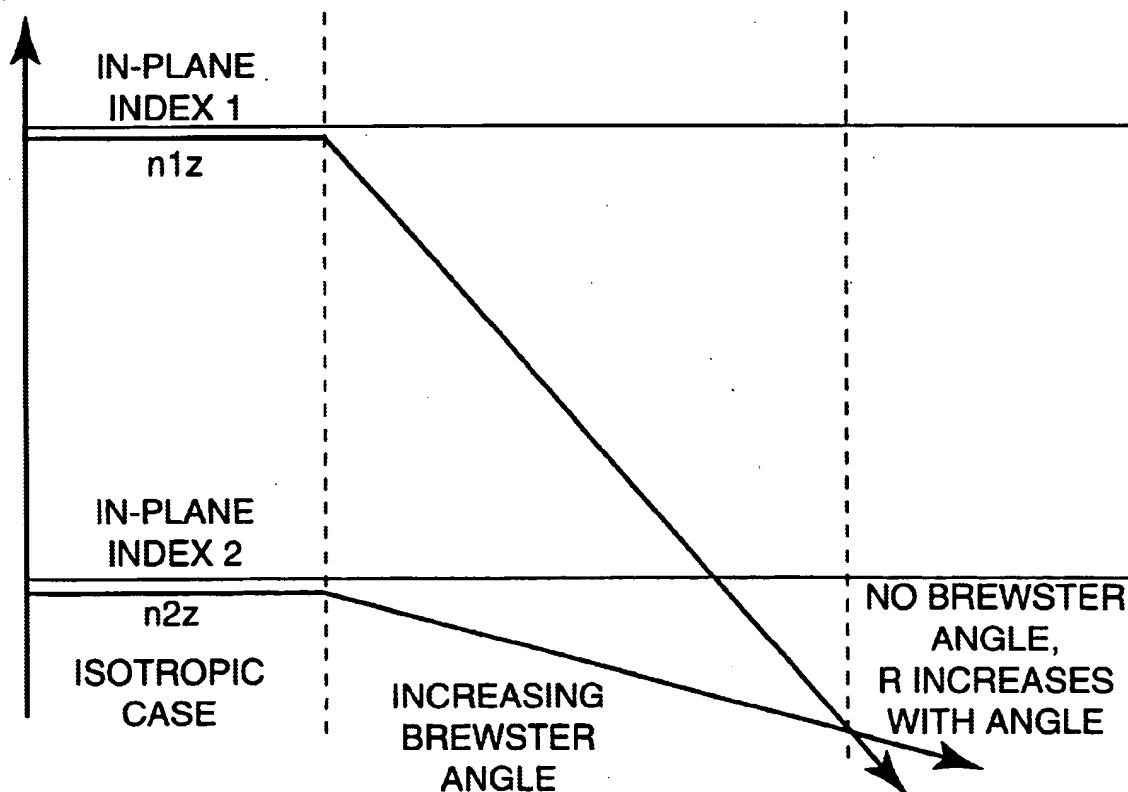 IN-PLANE
INDEX 1
n1z
IN-PLANE
INDEX 2
n2z
ISOTROPIC
CASE
INCREASING
BREWSTER
ANGLE
NO BREWSTER
ANGLE,
R INCREASES
WITH ANGLE